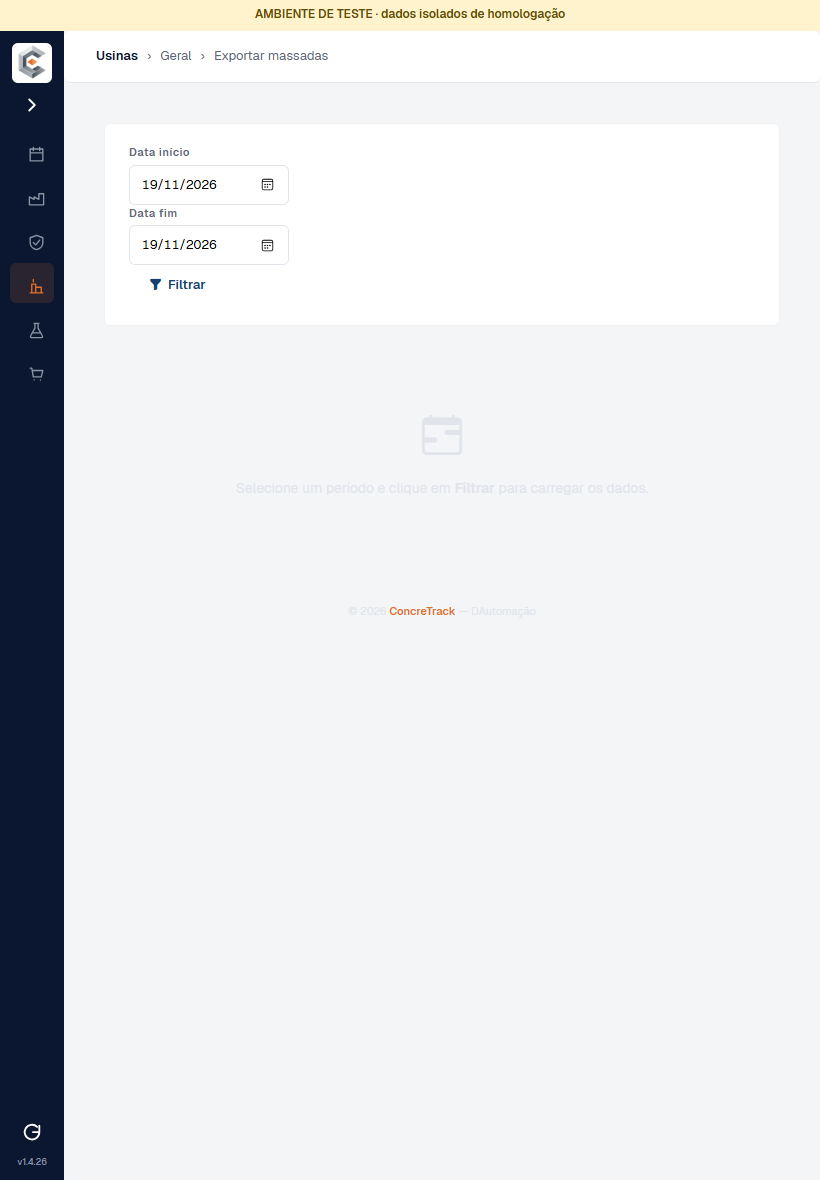 AMBIENTE DE TESTE · dados isolados de homologação
Usinas › Geral › Exportar massadas
Data início
19/11/2026
Data fim
19/11/2026
Filtrar
Selecione um período e clique em Filtrar para carregar os dados.
© 2026 ConcreTrack — DAutomação
v1.4.26